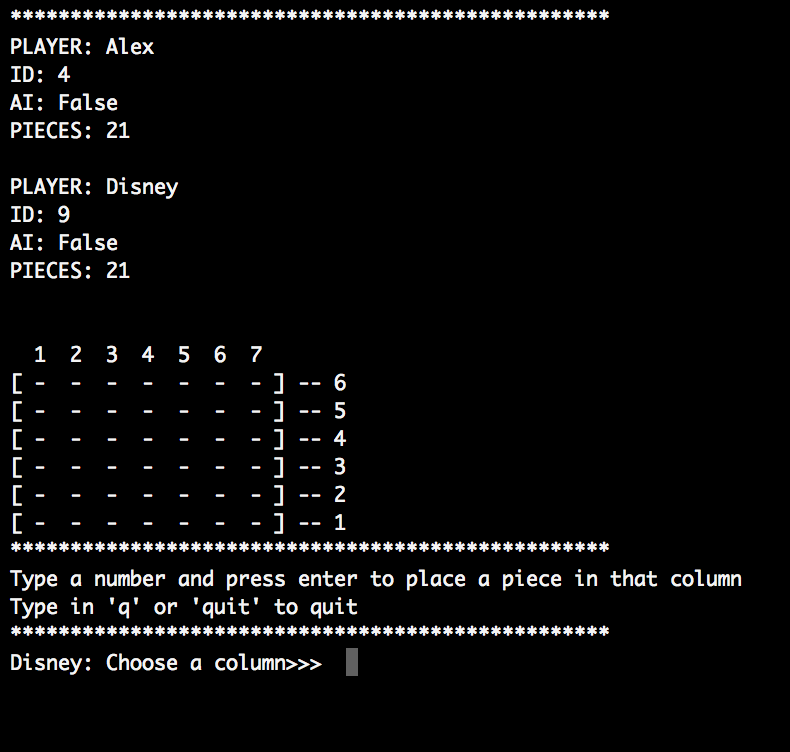 **************************************************
PLAYER: Alex
ID: 4
AI: False
PIECES: 21
PLAYER: Disney
ID: 9
AI: False
PIECES: 21
  1  2  3  4  5  6  7
[ -  -  -  -  -  -  - ] -- 6
[ -  -  -  -  -  -  - ] -- 5
[ -  -  -  -  -  -  - ] -- 4
[ -  -  -  -  -  -  - ] -- 3
[ -  -  -  -  -  -  - ] -- 2
[ -  -  -  -  -  -  - ] -- 1
**************************************************
Type a number and press enter to place a piece in that column
Type in 'q' or 'quit' to quit
**************************************************
Disney: Choose a column>>>